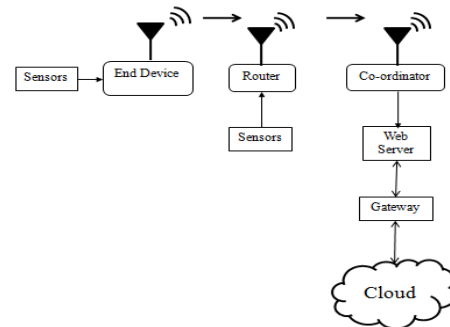 Sensors
End Device
Router
Co-ordinator
Sensors
Web
Server
Gateway
Cloud